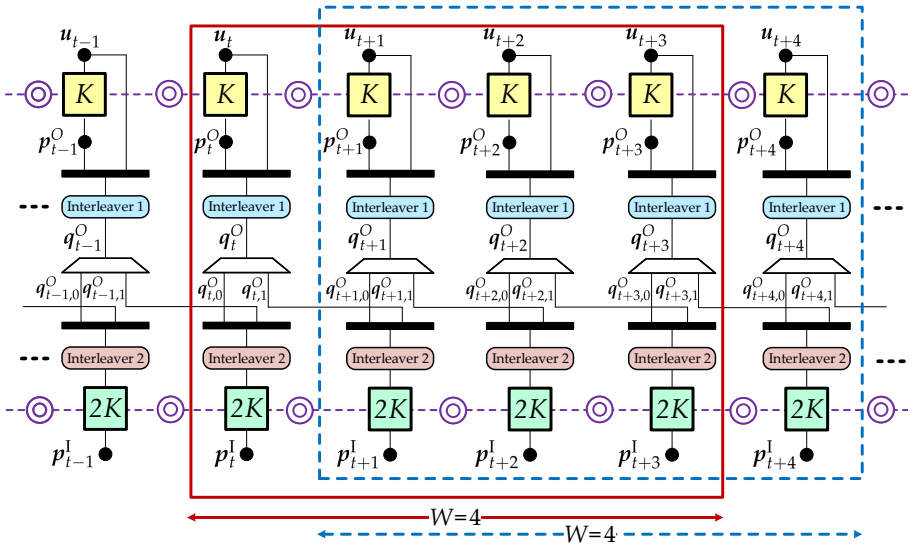 u_{t−1} u_t u_{t+1} u_{t+2} u_{t+3} u_{t+4}
K K K K K K
p^O_{t−1} p^O_t p^O_{t+1} p^O_{t+2} p^O_{t+3} p^O_{t+4}
Interleaver 1 Interleaver 1 Interleaver 1 Interleaver 1 Interleaver 1 Interleaver 1
q^O_{t−1} q^O_t q^O_{t+1} q^O_{t+2} q^O_{t+3} q^O_{t+4}
q^O_{t−1,0} q^O_{t−1,1} q^O_{t,0} q^O_{t,1} q^O_{t+1,0} q^O_{t+1,1} q^O_{t+2,0} q^O_{t+2,1} q^O_{t+3,0} q^O_{t+3,1} q^O_{t+4,0} q^O_{t+4,1}
Interleaver 2 Interleaver 2 Interleaver 2 Interleaver 2 Interleaver 2 Interleaver 2
2K 2K 2K 2K 2K 2K
p^I_{t−1} p^I_t p^I_{t+1} p^I_{t+2} p^I_{t+3} p^I_{t+4}
W=4
W=4